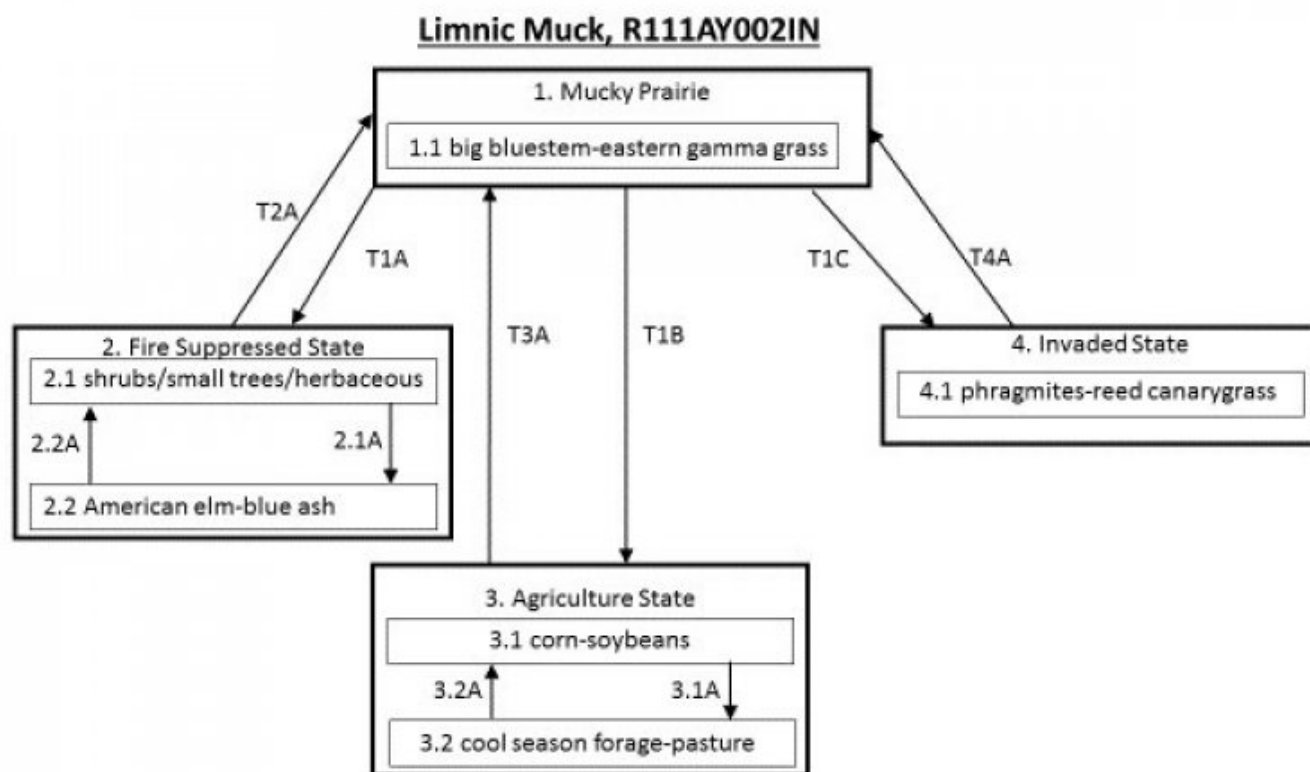 Limnic Muck, R111AY002IN
1. Mucky Prairie
1.1 big bluestem-eastern gamma grass
T2A
T1A
T3A
T1B
T1C
T4A
2. Fire Suppressed State
2.1 shrubs/small trees/herbaceous
2.2A
2.1A
2.2 American elm-blue ash
4. Invaded State
4.1 phragmites-reed canarygrass
3. Agriculture State
3.1 corn-soybeans
3.2A
3.1A
3.2 cool season forage-pasture